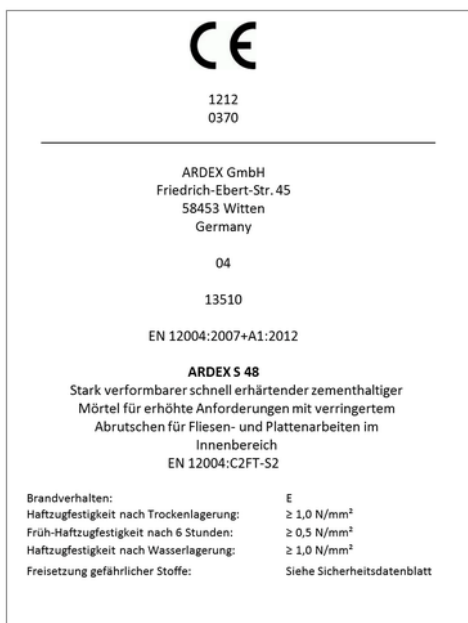 CE
1212
0370
ARDEX GmbH
Friedrich-Ebert-Str. 45
58453 Witten
Germany
04
13510
EN 12004:2007+A1:2012
ARDEX S 48
Stark verformbarer schnell erhärtender zementhaltiger
Mörtel für erhöhte Anforderungen mit verringertem
Abrutschen für Fliesen- und Plattenarbeiten im
Innenbereich
EN 12004:C2FT-S2
Brandverhalten: E
Haftzugfestigkeit nach Trockenlagerung: ≥ 1,0 N/mm²
Früh-Haftzugfestigkeit nach 6 Stunden: ≥ 0,5 N/mm²
Haftzugfestigkeit nach Wasserlagerung: ≥ 1,0 N/mm²
Freisetzung gefährlicher Stoffe: Siehe Sicherheitsdatenblatt